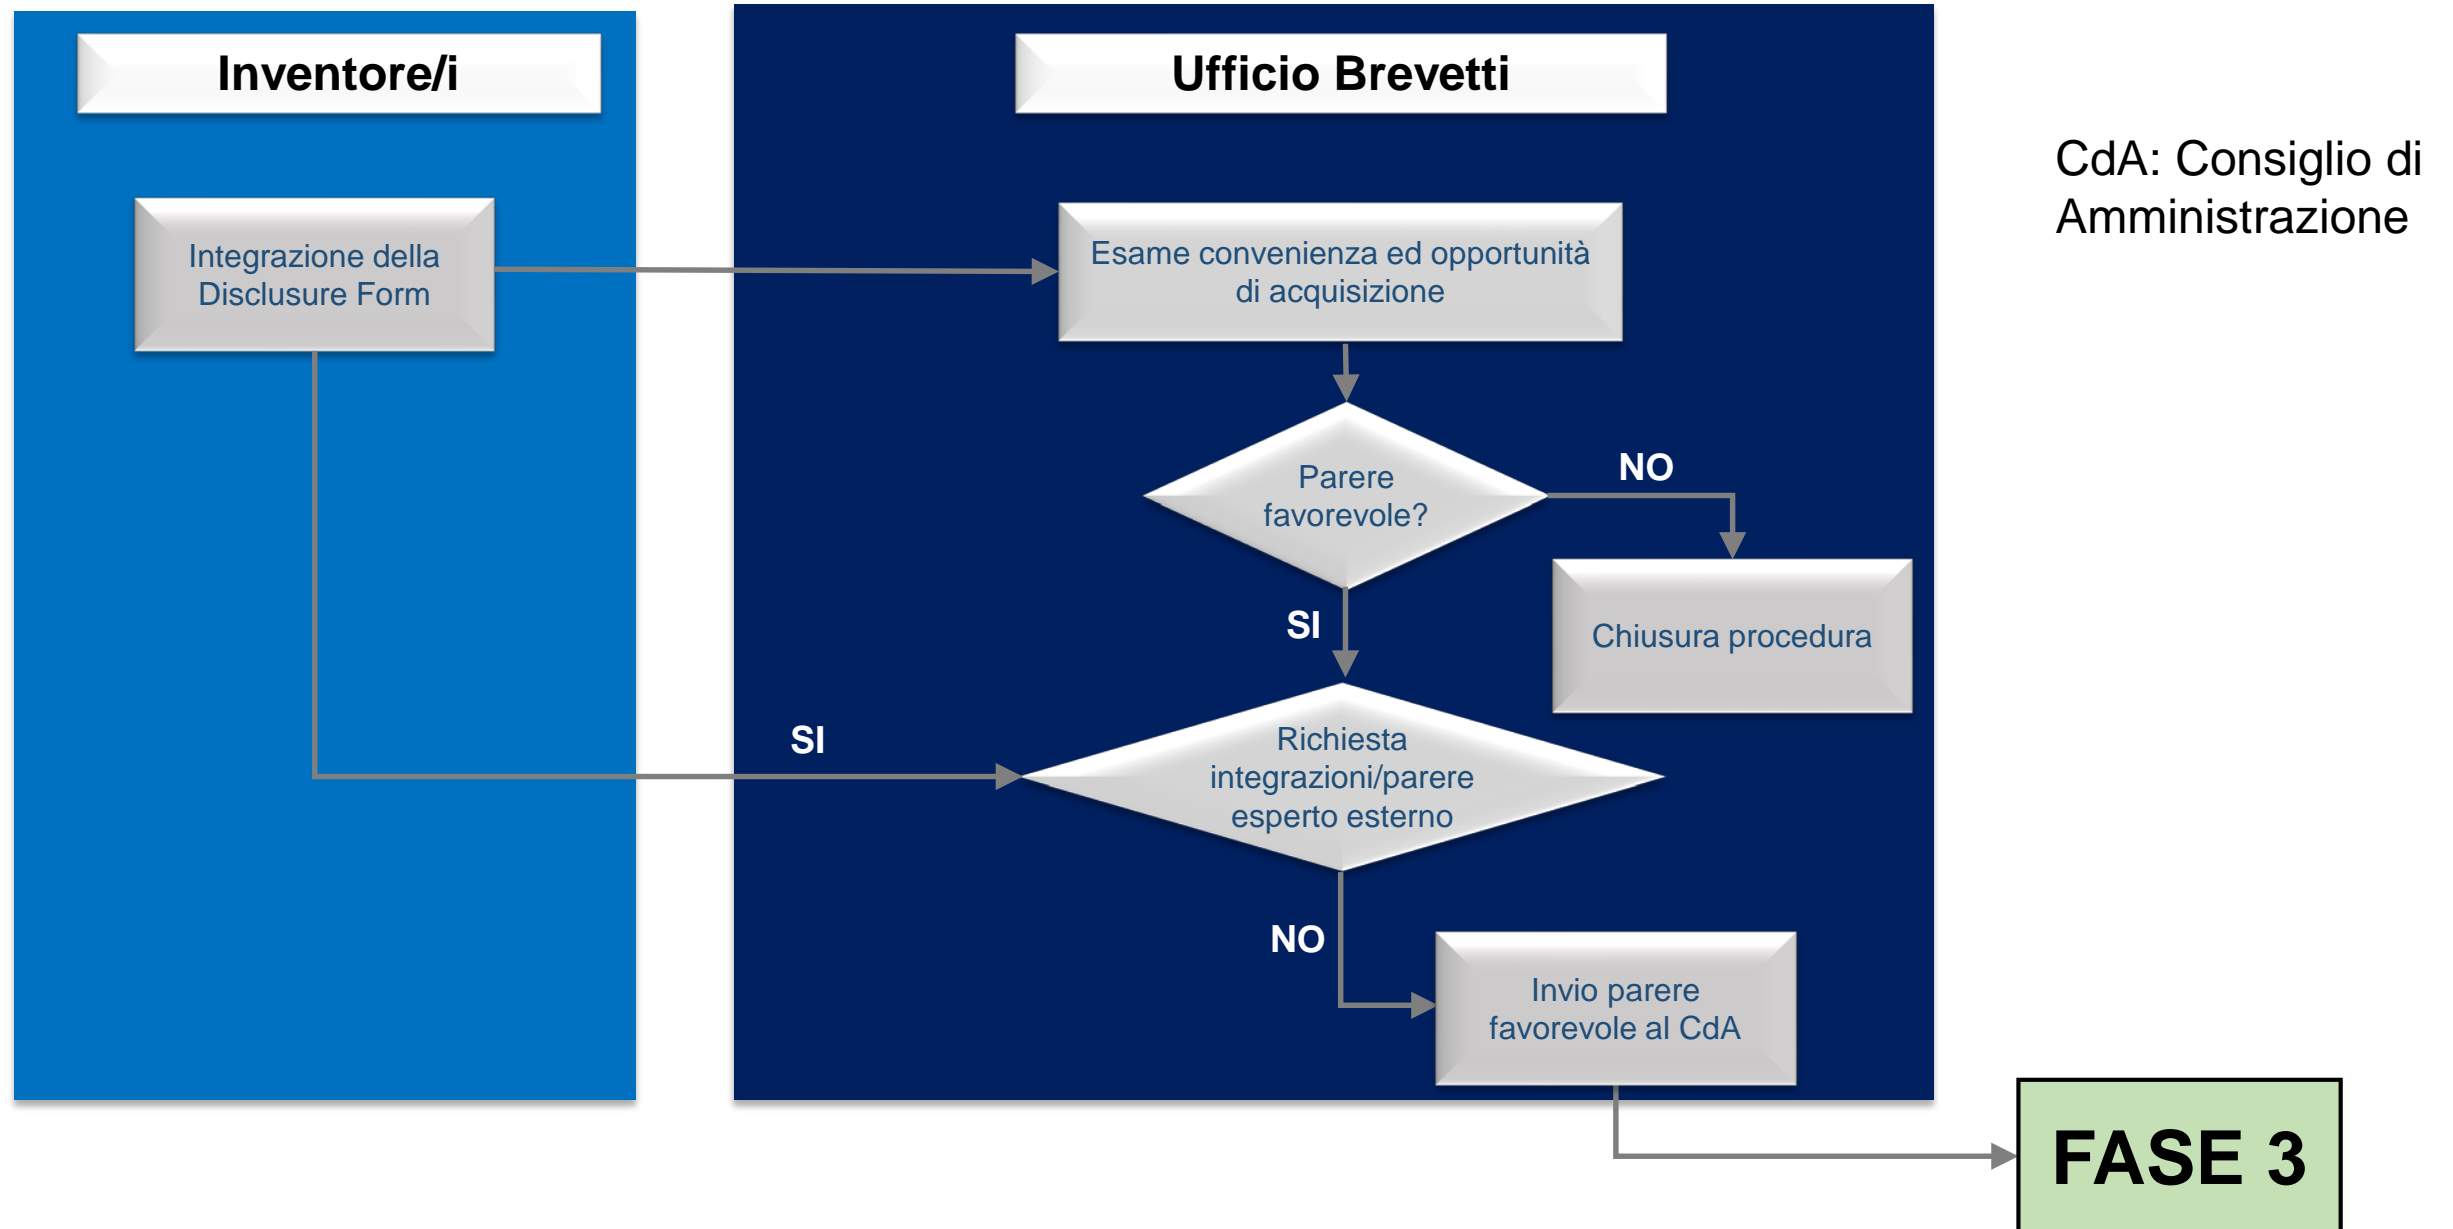 Inventore/i
Ufficio Brevetti
CdA: Consiglio di
Amministrazione
Integrazione della
Disclusure Form
Esame convenienza ed opportunità
di acquisizione
Parere
favorevole?
NO
Chiusura procedura
SI
SI
Richiesta
integrazioni/parere
esperto esterno
NO
Invio parere
favorevole al CdA
FASE 3